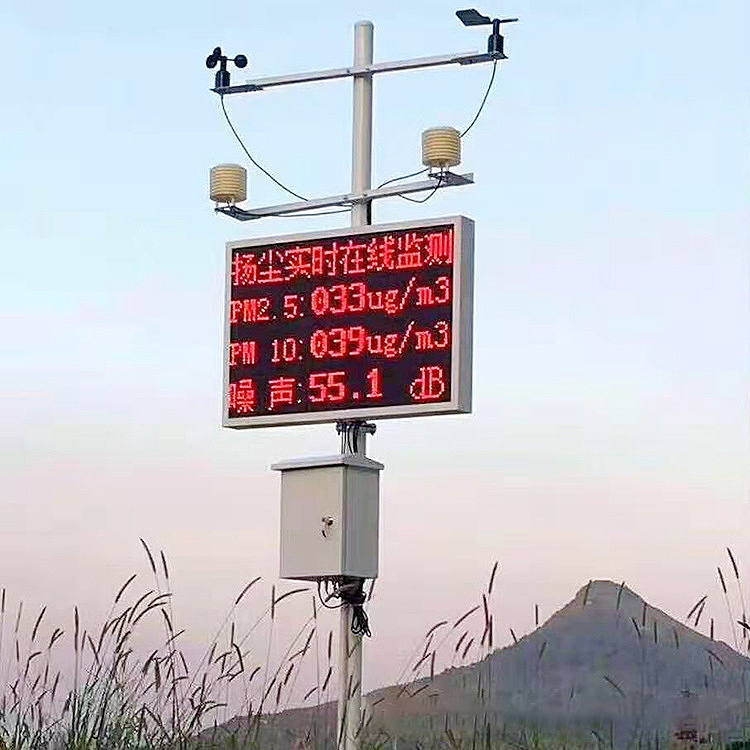 扬尘实时在线监测
PM2.5:033ug/m3
PM 10:039ug/m3
噪 声:55.1 dB